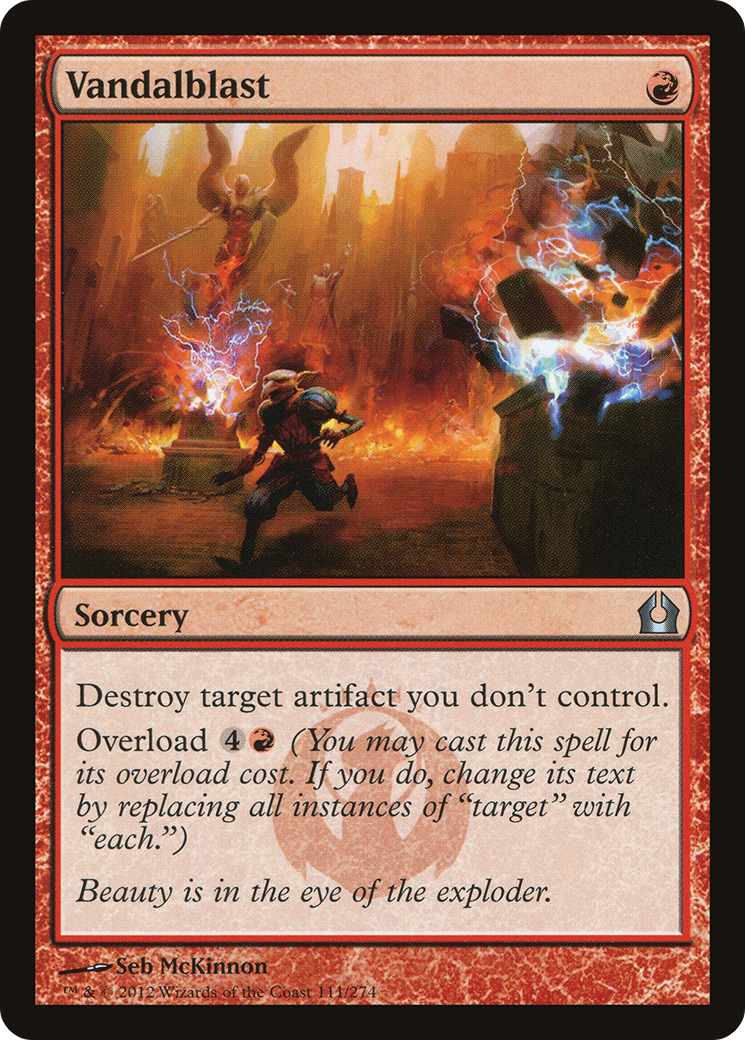 Vandalblast
Sorcery
Destroy target artifact you don't control.
Overload 4 (You may cast this spell for
its overload cost. If you do, change its text
by replacing all instances of “target” with
“each.”)
Beauty is in the eye of the exploder.
Seb McKinnon
™ & © 2012 Wizards of the Coast 111/274